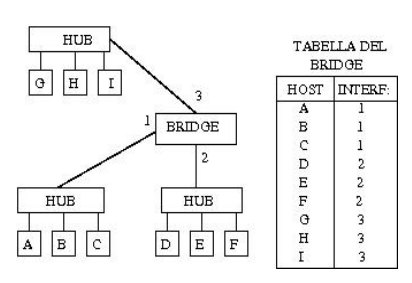 HUB
G H I
3
1
BRIDGE
2
HUB
HUB
A B C
D E F
TABELLA DEL
BRIDGE
HOST INTERF:
A 1
B 1
C 1
D 2
E 2
F 2
G 3
H 3
I 3